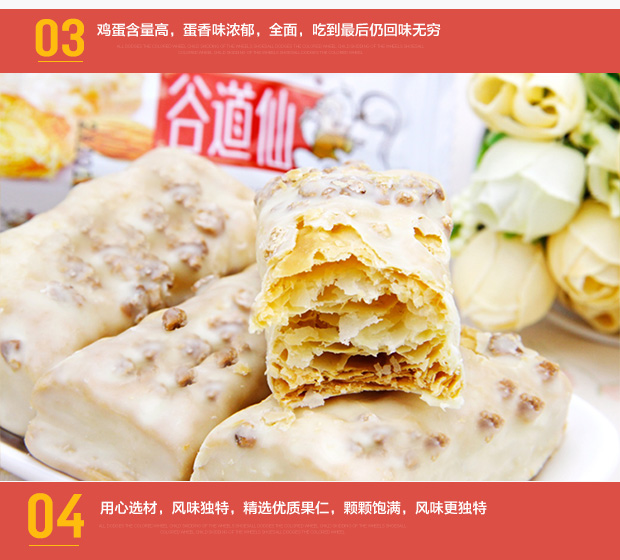 03
鸡蛋含量高，蛋香味浓郁，全面，吃到最后仍回味无穷
谷道仙
04
用心选材，风味独特，精选优质果仁，颗颗饱满，风味更独特